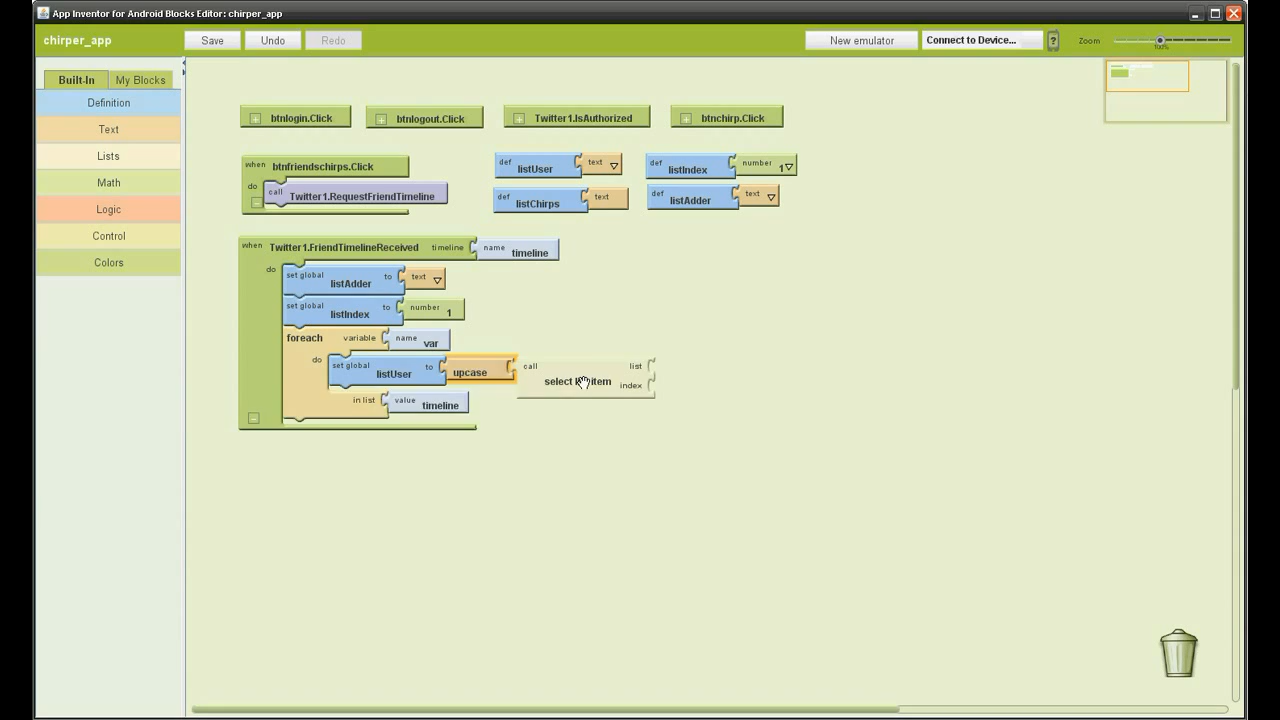 App Inventor for Android Blocks Editor: chirper_app
chirper_app
Save
Undo
Redo
New emulator
Connect to Device...
?
Zoom
100%
Built-In
My Blocks
Definition
Text
Lists
Math
Logic
Control
Colors
btnlogin.Click
btnlogout.Click
Twitter1.IsAuthorized
btnchirp.Click
when btnfriendschirps.Click
do call Twitter1.RequestFriendTimeline
def listUser text
def listIndex number 1
def listChirps text
def listAdder text
when Twitter1.FriendTimelineReceived timeline name timeline
do set global listAdder to text
set global listIndex to number 1
foreach variable name var
do set global listUser to upcase call list
select item index
in list value timeline